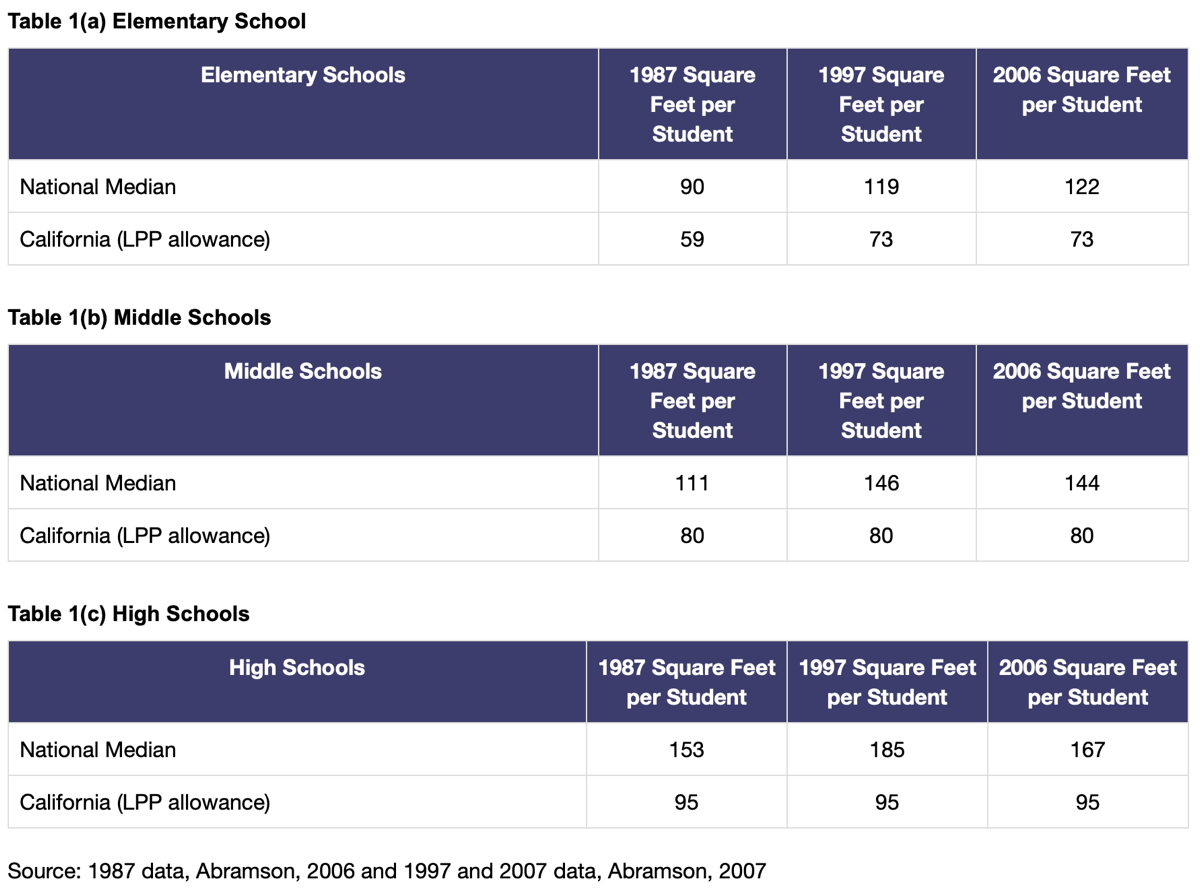 Table 1(a) Elementary School
Elementary Schools
1987 Square
Feet per
Student
1997 Square
Feet per
Student
2006 Square Feet
per Student
National Median 90 119 122
California (LPP allowance) 59 73 73
Table 1(b) Middle Schools
Middle Schools
1987 Square
Feet per
Student
1997 Square
Feet per
Student
2006 Square Feet
per Student
National Median 111 146 144
California (LPP allowance) 80 80 80
Table 1(c) High Schools
High Schools
1987 Square Feet
per Student
1997 Square Feet
per Student
2006 Square Feet
per Student
National Median 153 185 167
California (LPP allowance) 95 95 95
Source: 1987 data, Abramson, 2006 and 1997 and 2007 data, Abramson, 2007